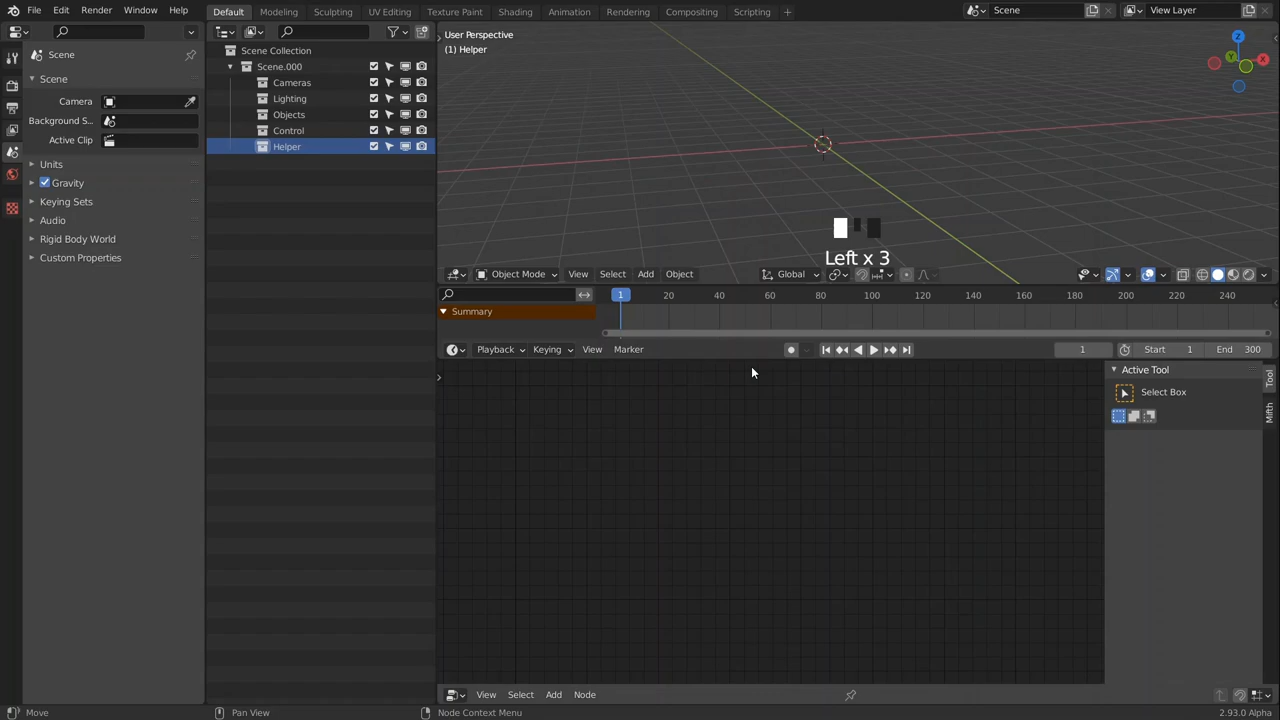 File Edit Render Window Help Default Modeling Sculpting UV Editing Texture Paint Shading Animation Rendering Compositing Scripting + Scene View Layer
Scene
Scene
Camera
Background S...
Active Clip
Units
Gravity
Keying Sets
Audio
Rigid Body World
Custom Properties
Scene Collection
Scene.000
Cameras
Lighting
Objects
Control
Helper
User Perspective
(1) Helper
Z
Y
X
Left x 3
Object Mode View Select Add Object Global
1 20 40 60 80 100 120 140 160 180 200 220 240
Summary
Playback Keying View Marker 1 Start 1 End 300
Active Tool
Select Box
Tool
Mifth
View Select Add Node
Move Pan View Node Context Menu 2.93.0 Alpha